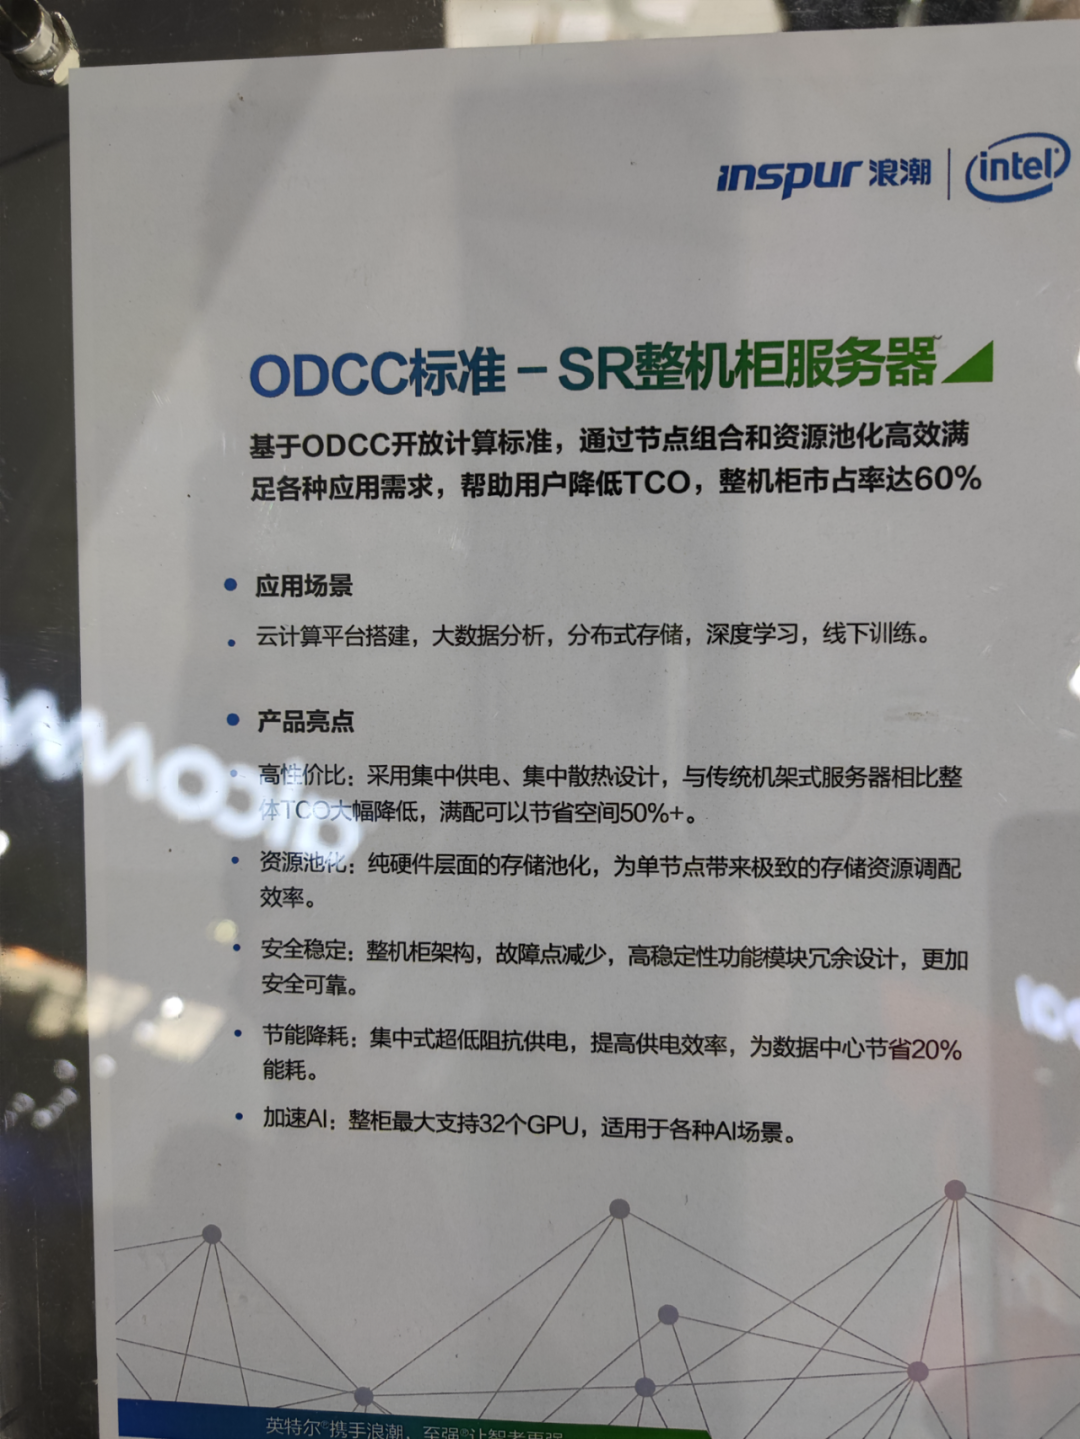 inspur 浪潮 | intel
ODCC标准 – SR整机柜服务器
基于ODCC开放计算标准，通过节点组合和资源池化高效满
足各种应用需求，帮助用户降低TCO，整机柜市占率达60%
应用场景
云计算平台搭建，大数据分析，分布式存储，深度学习，线下训练。
产品亮点
高性价比：采用集中供电、集中散热设计，与传统机架式服务器相比整
体TCO大幅降低，满配可以节省空间50%+。
资源池化：纯硬件层面的存储池化，为单节点带来极致的存储资源调配
效率。
安全稳定：整机柜架构，故障点减少，高稳定性功能模块冗余设计，更加
安全可靠。
节能降耗：集中式超低阻抗供电，提高供电效率，为数据中心节省20%
能耗。
加速AI：整柜最大支持32个GPU，适用于各种AI场景。
英特尔®携手浪潮，至强®让智者更强